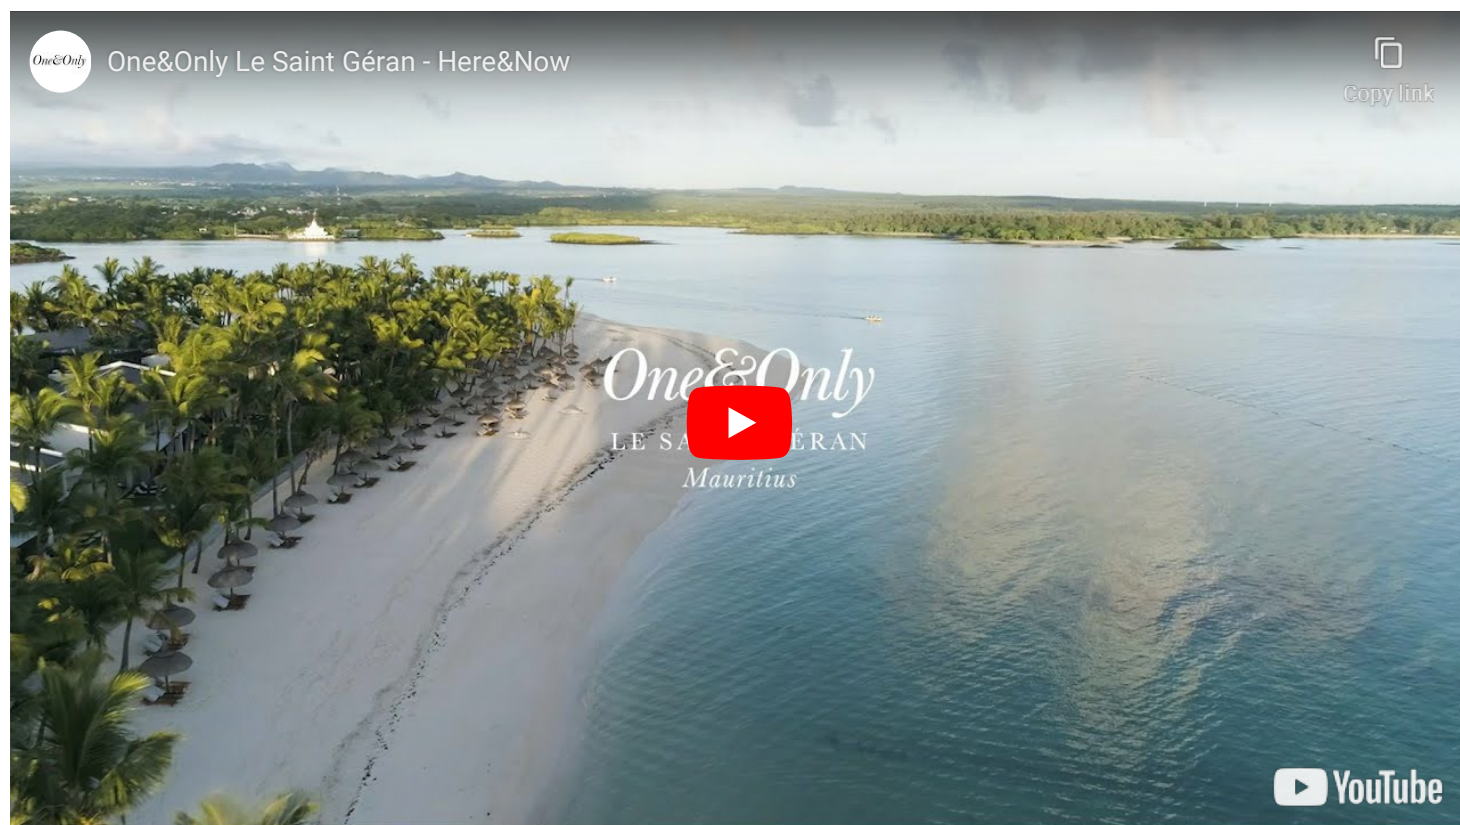 One&Only
One&Only Le Saint Géran - Here&Now
Copy link
One&Only
LE SA ÉRAN
Mauritius
YouTube